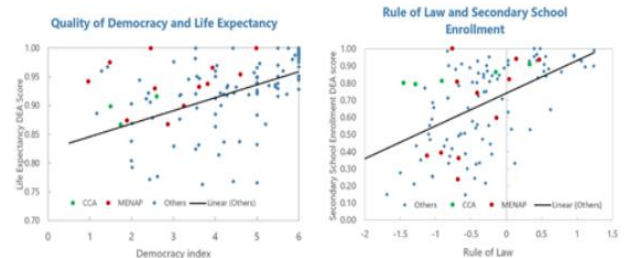 Quality of Democracy and Life Expectancy
1.00
0.95
0.90
0.85
0.80
0.75
0.70
Life Expectancy DEA Score
CCA MENAP Others Linear (Others)
0 1 2 3 4 5 6
Democracy index
Rule of Law and Secondary School
Enrollment
1.00
0.90
0.80
0.70
0.60
0.50
0.40
0.30
0.20
0.10
0.00
Secondary School Enrollment DEA score
Others CCA MENAP Linear (Others)
-2 -1.5 -1 -0.5 0 0.5 1 1.5
Rule of Law